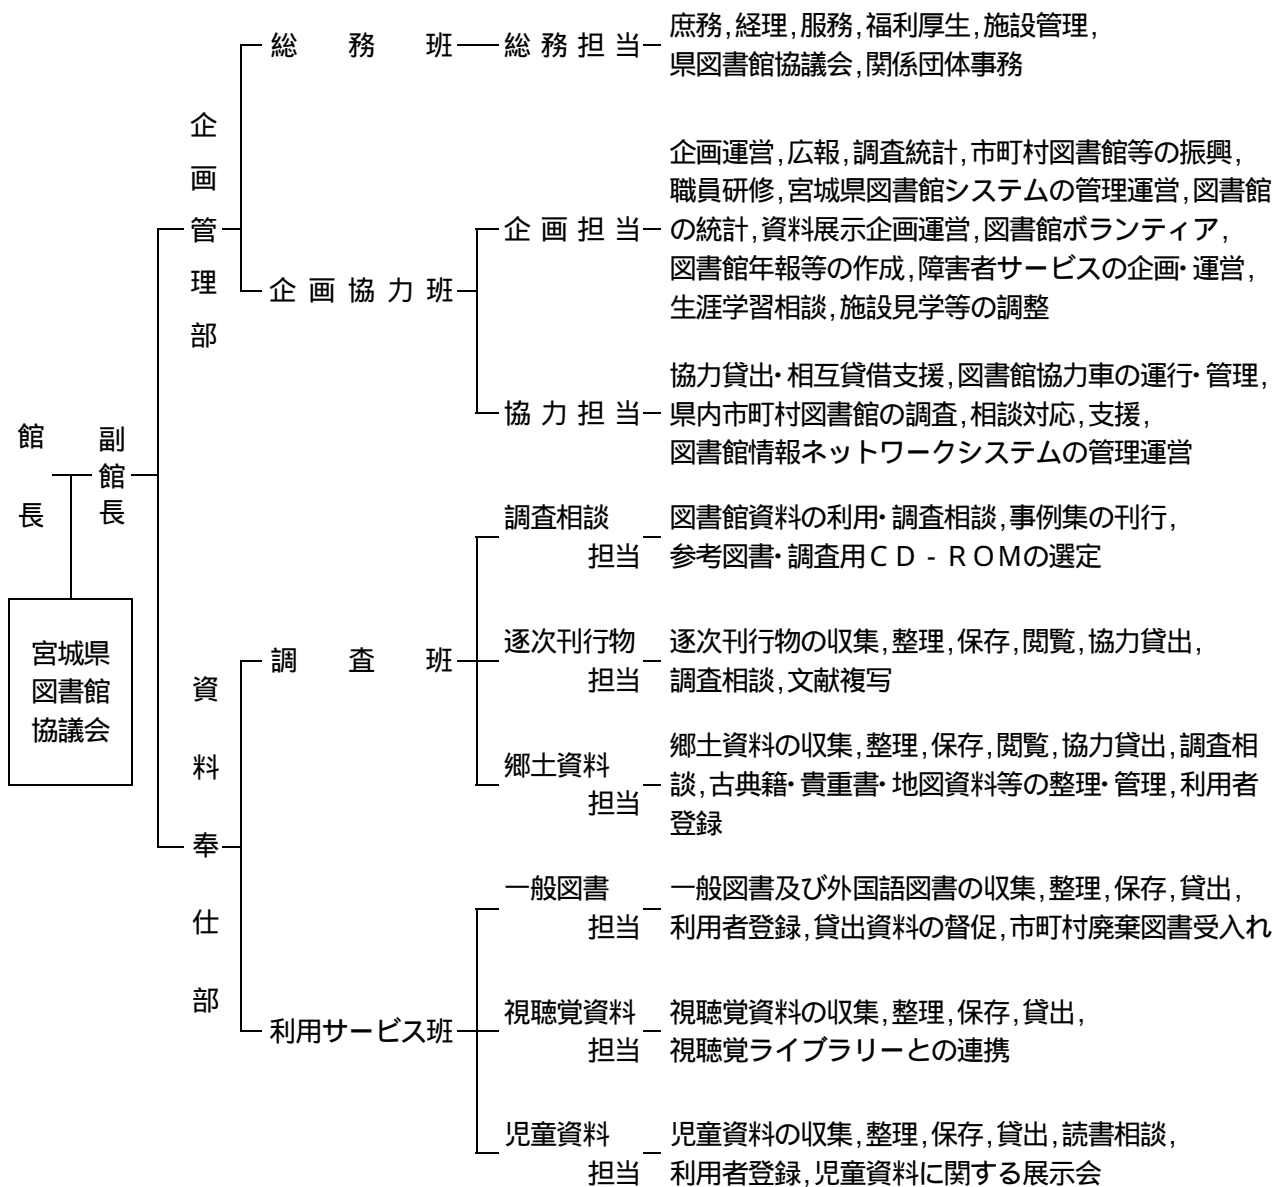 館長
副館長
宮城県
図書館
協議会
企画管理部
総務班
総務担当
庶務,経理,服務,福利厚生,施設管理,
県図書館協議会,関係団体事務
企画協力班
企画担当
企画運営,広報,調査統計,市町村図書館等の振興,
職員研修,宮城県図書館システムの管理運営,図書館
の統計,資料展示企画運営,図書館ボランティア,
図書館年報等の作成,障害者サービスの企画・運営,
生涯学習相談,施設見学等の調整
協力担当
協力貸出・相互貸借支援,図書館協力車の運行・管理,
県内市町村図書館の調査,相談対応,支援,
図書館情報ネットワークシステムの管理運営
資料奉仕部
調査班
調査相談
担当
図書館資料の利用・調査相談,事例集の刊行,
参考図書・調査用CD-ROMの選定
逐次刊行物
担当
逐次刊行物の収集,整理,保存,閲覧,協力貸出,
調査相談,文献複写
郷土資料
担当
郷土資料の収集,整理,保存,閲覧,協力貸出,調査相
談,古典籍・貴重書・地図資料等の整理・管理,利用者
登録
利用サービス班
一般図書
担当
一般図書及び外国語図書の収集,整理,保存,貸出,
利用者登録,貸出資料の督促,市町村廃棄図書受入れ
視聴覚資料
担当
視聴覚資料の収集,整理,保存,貸出,
視聴覚ライブラリーとの連携
児童資料
担当
児童資料の収集,整理,保存,貸出,読書相談,
利用者登録,児童資料に関する展示会